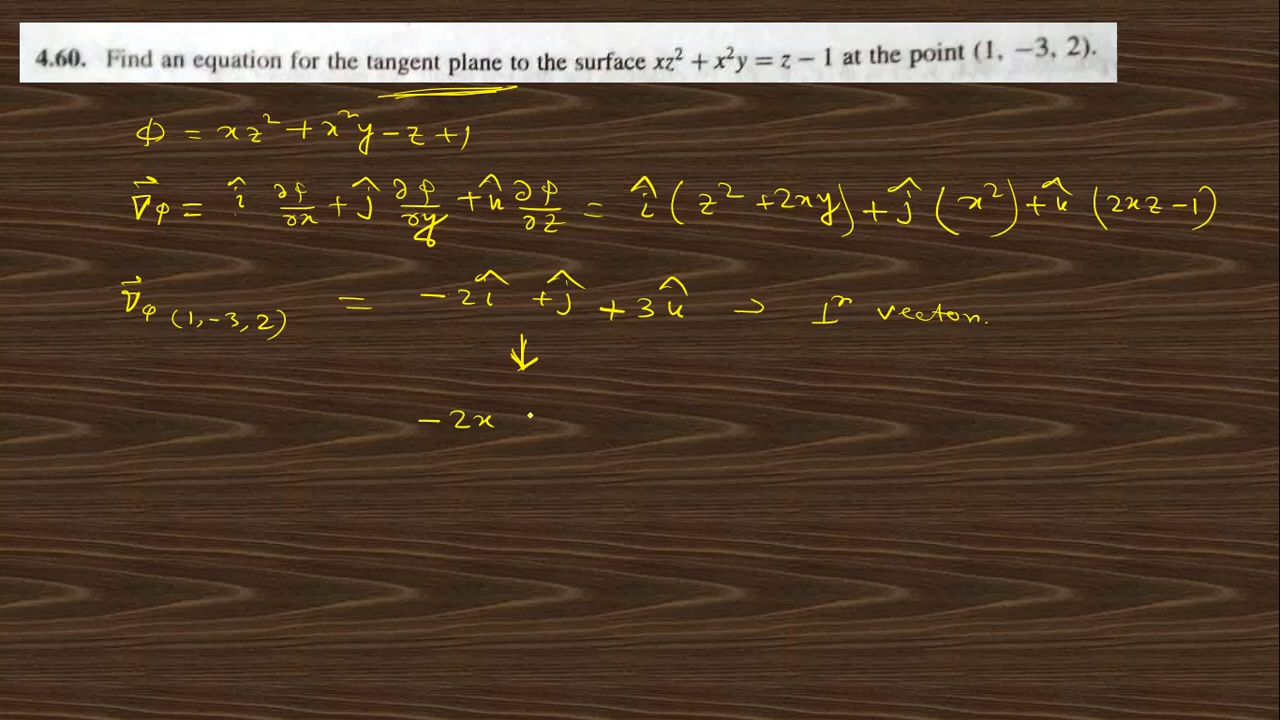 4.60. Find an equation for the tangent plane to the surface xz² + x²y = z − 1 at the point (1, −3, 2).
φ = xz² + x²y − z + 1
∇⃗φ = î ∂φ/∂x + ĵ ∂φ/∂y + k̂ ∂φ/∂z = î (z² + 2xy) + ĵ (x²) + k̂ (2xz − 1)
∇⃗φ (1, −3, 2) = −2î + ĵ + 3k̂ → ⊥r vector.
↓
−2x